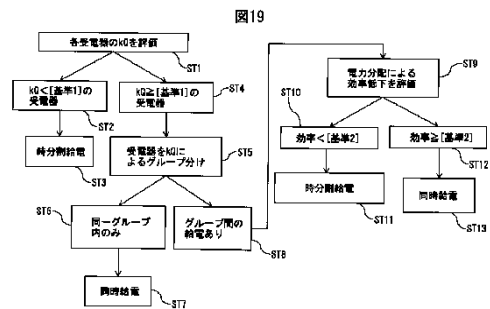 図19
各受電器のkQを評価
ST1
kQ<[基準1]の
受電器
ST2
時分割給電
ST3
kQ≧[基準1]の
受電器
ST4
受電器をkQに
よるグループ分け
ST5
同一グループ
内のみ
ST6
同時給電
ST7
グループ間の
給電あり
ST8
電力分配による
効率低下を評価
ST9
ST10
効率<[基準2]
時分割給電
ST11
効率≧[基準2]
ST12
同時給電
ST13